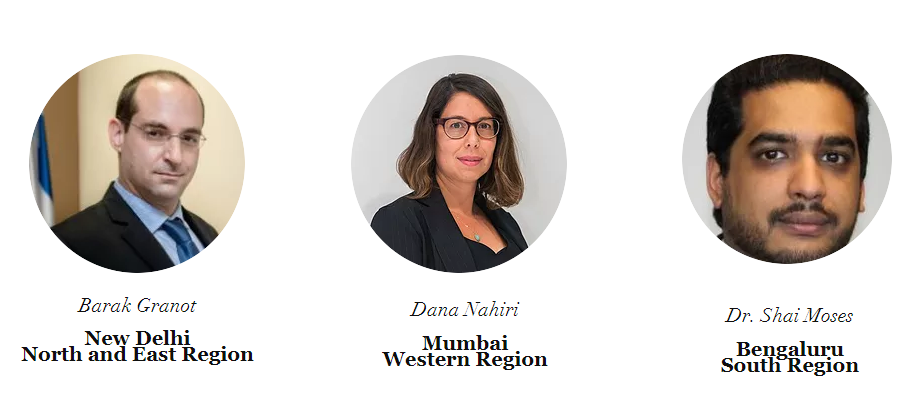 Barak Granot
New Delhi
North and East Region
Dana Nahiri
Mumbai
Western Region
Dr. Shai Moses
Bengaluru
South Region